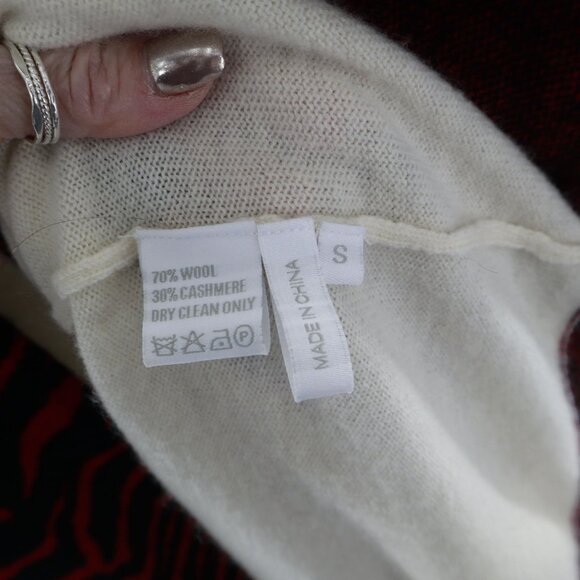 70% WOOL
30% CASHMERE
DRY CLEAN ONLY
P
MADE IN CHINA
S